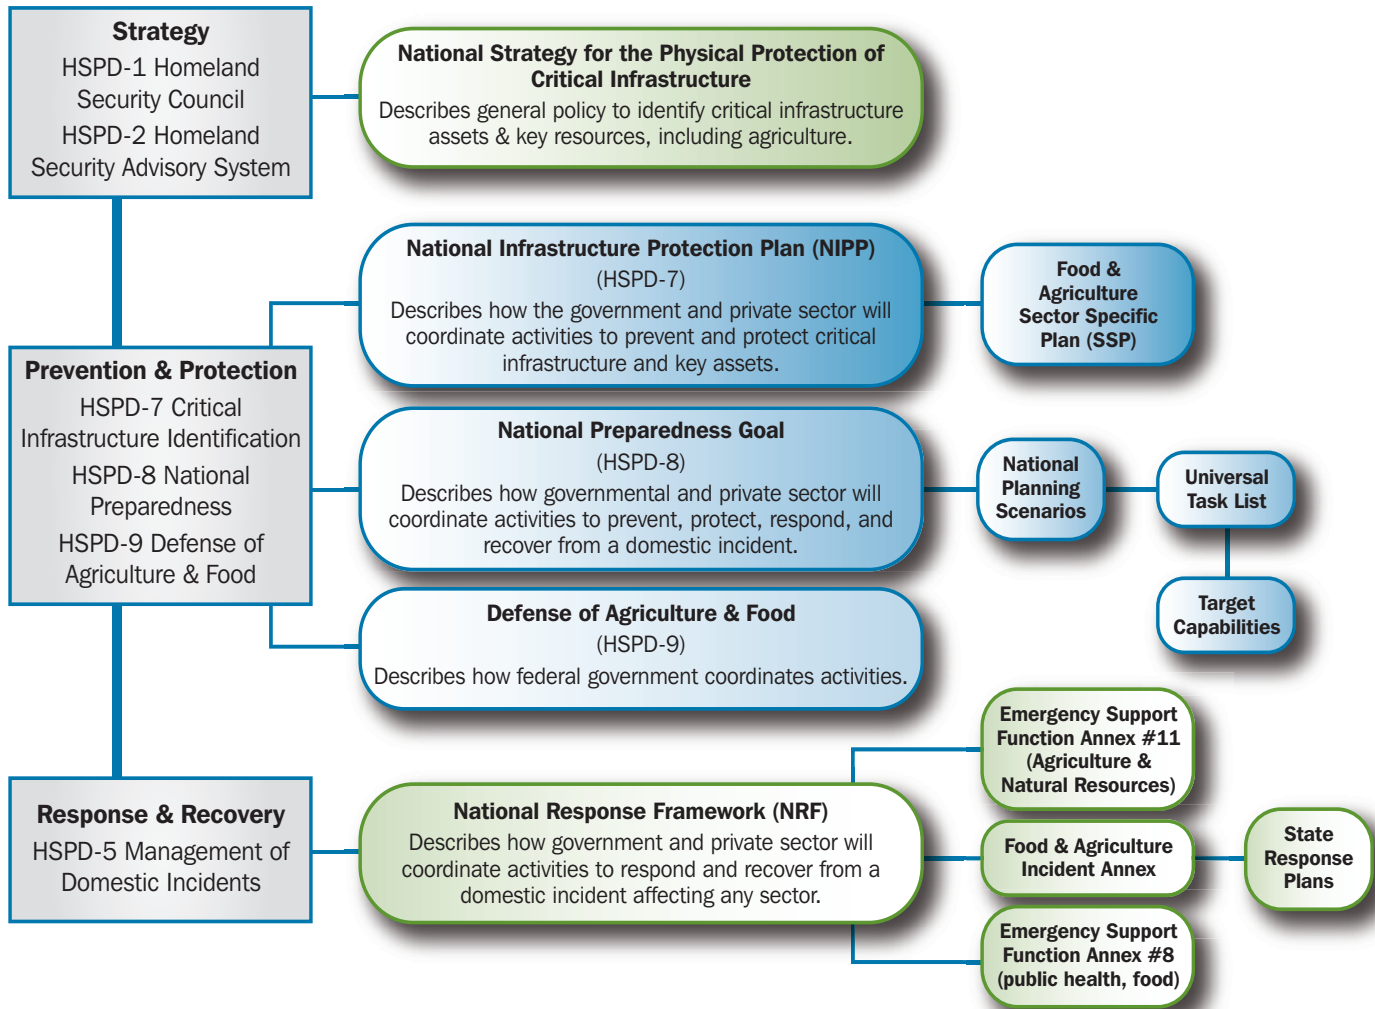 Strategy
HSPD-1 Homeland
Security Council
HSPD-2 Homeland
Security Advisory System
National Strategy for the Physical Protection of
Critical Infrastructure
Describes general policy to identify critical infrastructure
assets & key resources, including agriculture.
Prevention & Protection
HSPD-7 Critical
Infrastructure Identification
HSPD-8 National
Preparedness
HSPD-9 Defense of
Agriculture & Food
National Infrastructure Protection Plan (NIPP)
(HSPD-7)
Describes how the government and private sector will
coordinate activities to prevent and protect critical
infrastructure and key assets.
Food &
Agriculture
Sector Specific
Plan (SSP)
National Preparedness Goal
(HSPD-8)
Describes how governmental and private sector will
coordinate activities to prevent, protect, respond, and
recover from a domestic incident.
National
Planning
Scenarios
Universal
Task List
Target
Capabilities
Defense of Agriculture & Food
(HSPD-9)
Describes how federal government coordinates activities.
Response & Recovery
HSPD-5 Management of
Domestic Incidents
National Response Framework (NRF)
Describes how government and private sector will
coordinate activities to respond and recover from a
domestic incident affecting any sector.
Emergency Support
Function Annex #11
(Agriculture &
Natural Resources)
Food & Agriculture
Incident Annex
State
Response
Plans
Emergency Support
Function Annex #8
(public health, food)